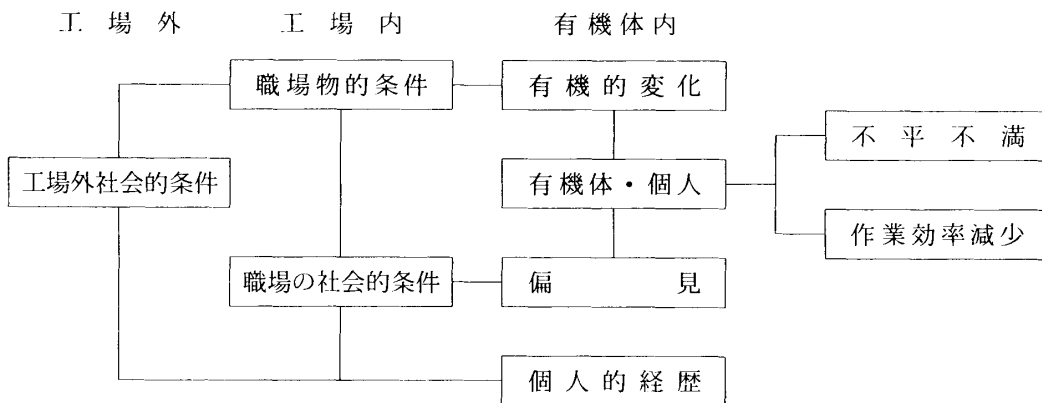 工場外
工場内
有機体内
職場物的条件
有機的変化
不平不満
工場外社会的条件
有機体・個人
作業効率減少
職場の社会的条件
偏見
個人的経歴